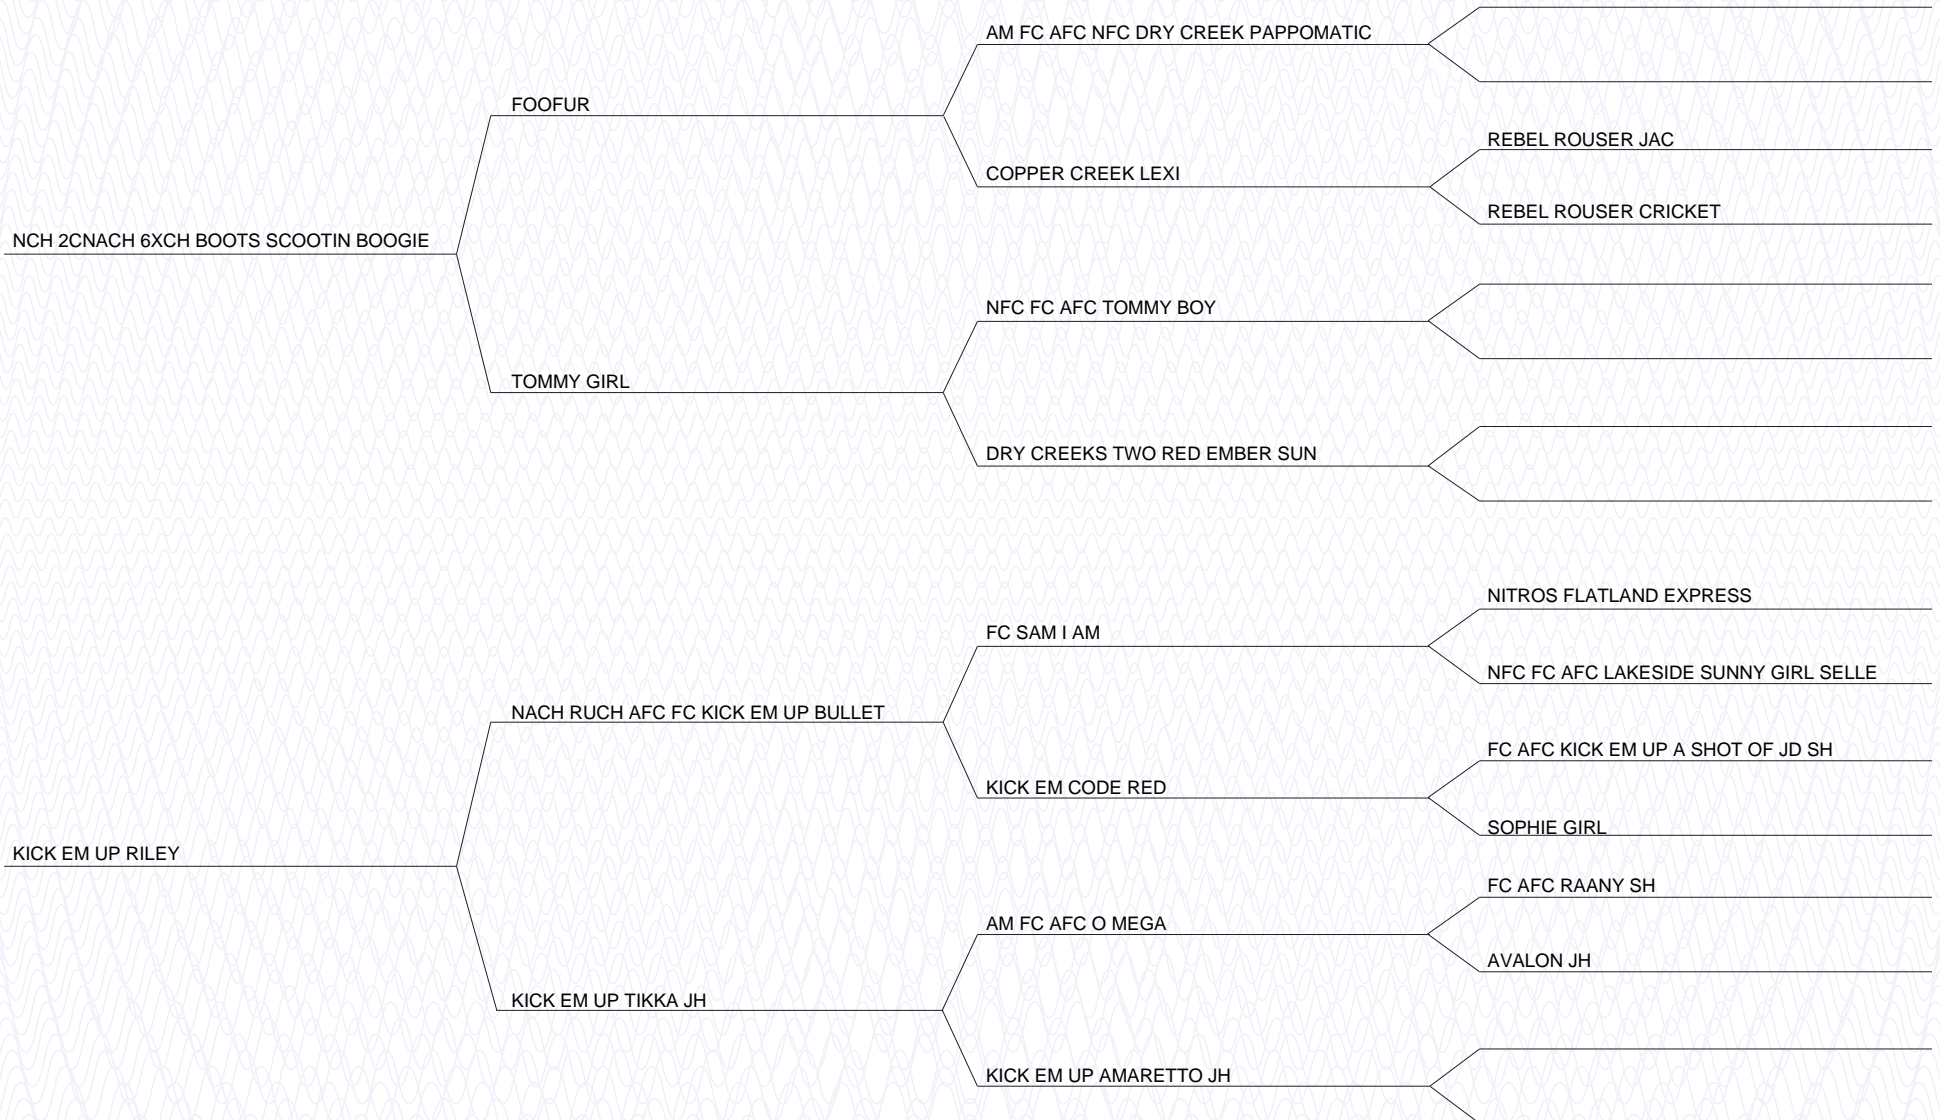 AM FC AFC NFC DRY CREEK PAPPOMATIC
FOOFUR
REBEL ROUSER JAC
COPPER CREEK LEXI
REBEL ROUSER CRICKET
NCH 2CNACH 6XCH BOOTS SCOOTIN BOOGIE
NFC FC AFC TOMMY BOY
TOMMY GIRL
DRY CREEKS TWO RED EMBER SUN
NITROS FLATLAND EXPRESS
FC SAM I AM
NFC FC AFC LAKESIDE SUNNY GIRL SELLE
NACH RUCH AFC FC KICK EM UP BULLET
FC AFC KICK EM UP A SHOT OF JD SH
KICK EM CODE RED
SOPHIE GIRL
KICK EM UP RILEY
FC AFC RAANY SH
AM FC AFC O MEGA
AVALON JH
KICK EM UP TIKKA JH
KICK EM UP AMARETTO JH